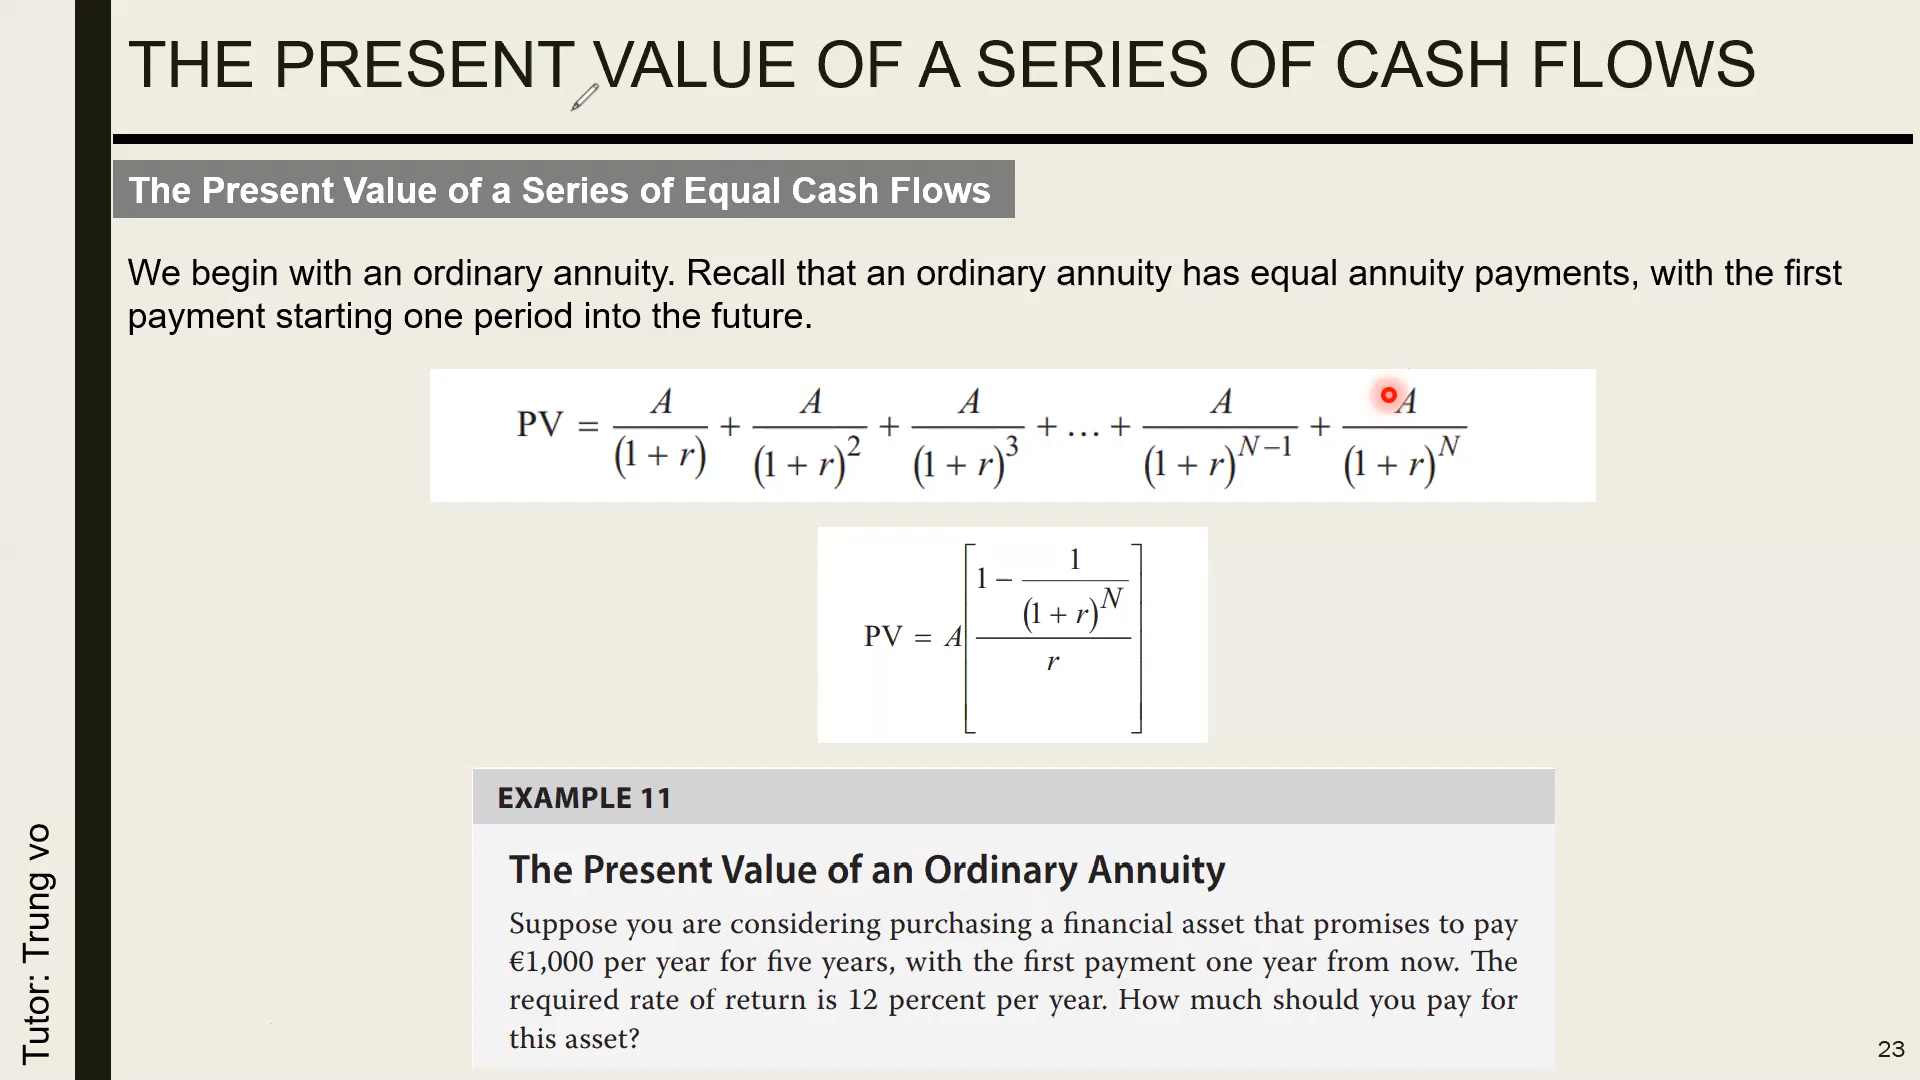 THE PRESENT VALUE OF A SERIES OF CASH FLOWS
The Present Value of a Series of Equal Cash Flows
We begin with an ordinary annuity. Recall that an ordinary annuity has equal annuity payments, with the first
payment starting one period into the future.
PV = A/(1 + r) + A/(1 + r)^2 + A/(1 + r)^3 + … + A/(1 + r)^{N−1} + A/(1 + r)^N
PV = A[(1 − 1/(1 + r)^N)/r]
EXAMPLE 11
The Present Value of an Ordinary Annuity
Suppose you are considering purchasing a financial asset that promises to pay
€1,000 per year for five years, with the first payment one year from now. The
required rate of return is 12 percent per year. How much should you pay for
this asset?
Tutor: Trung vo
23